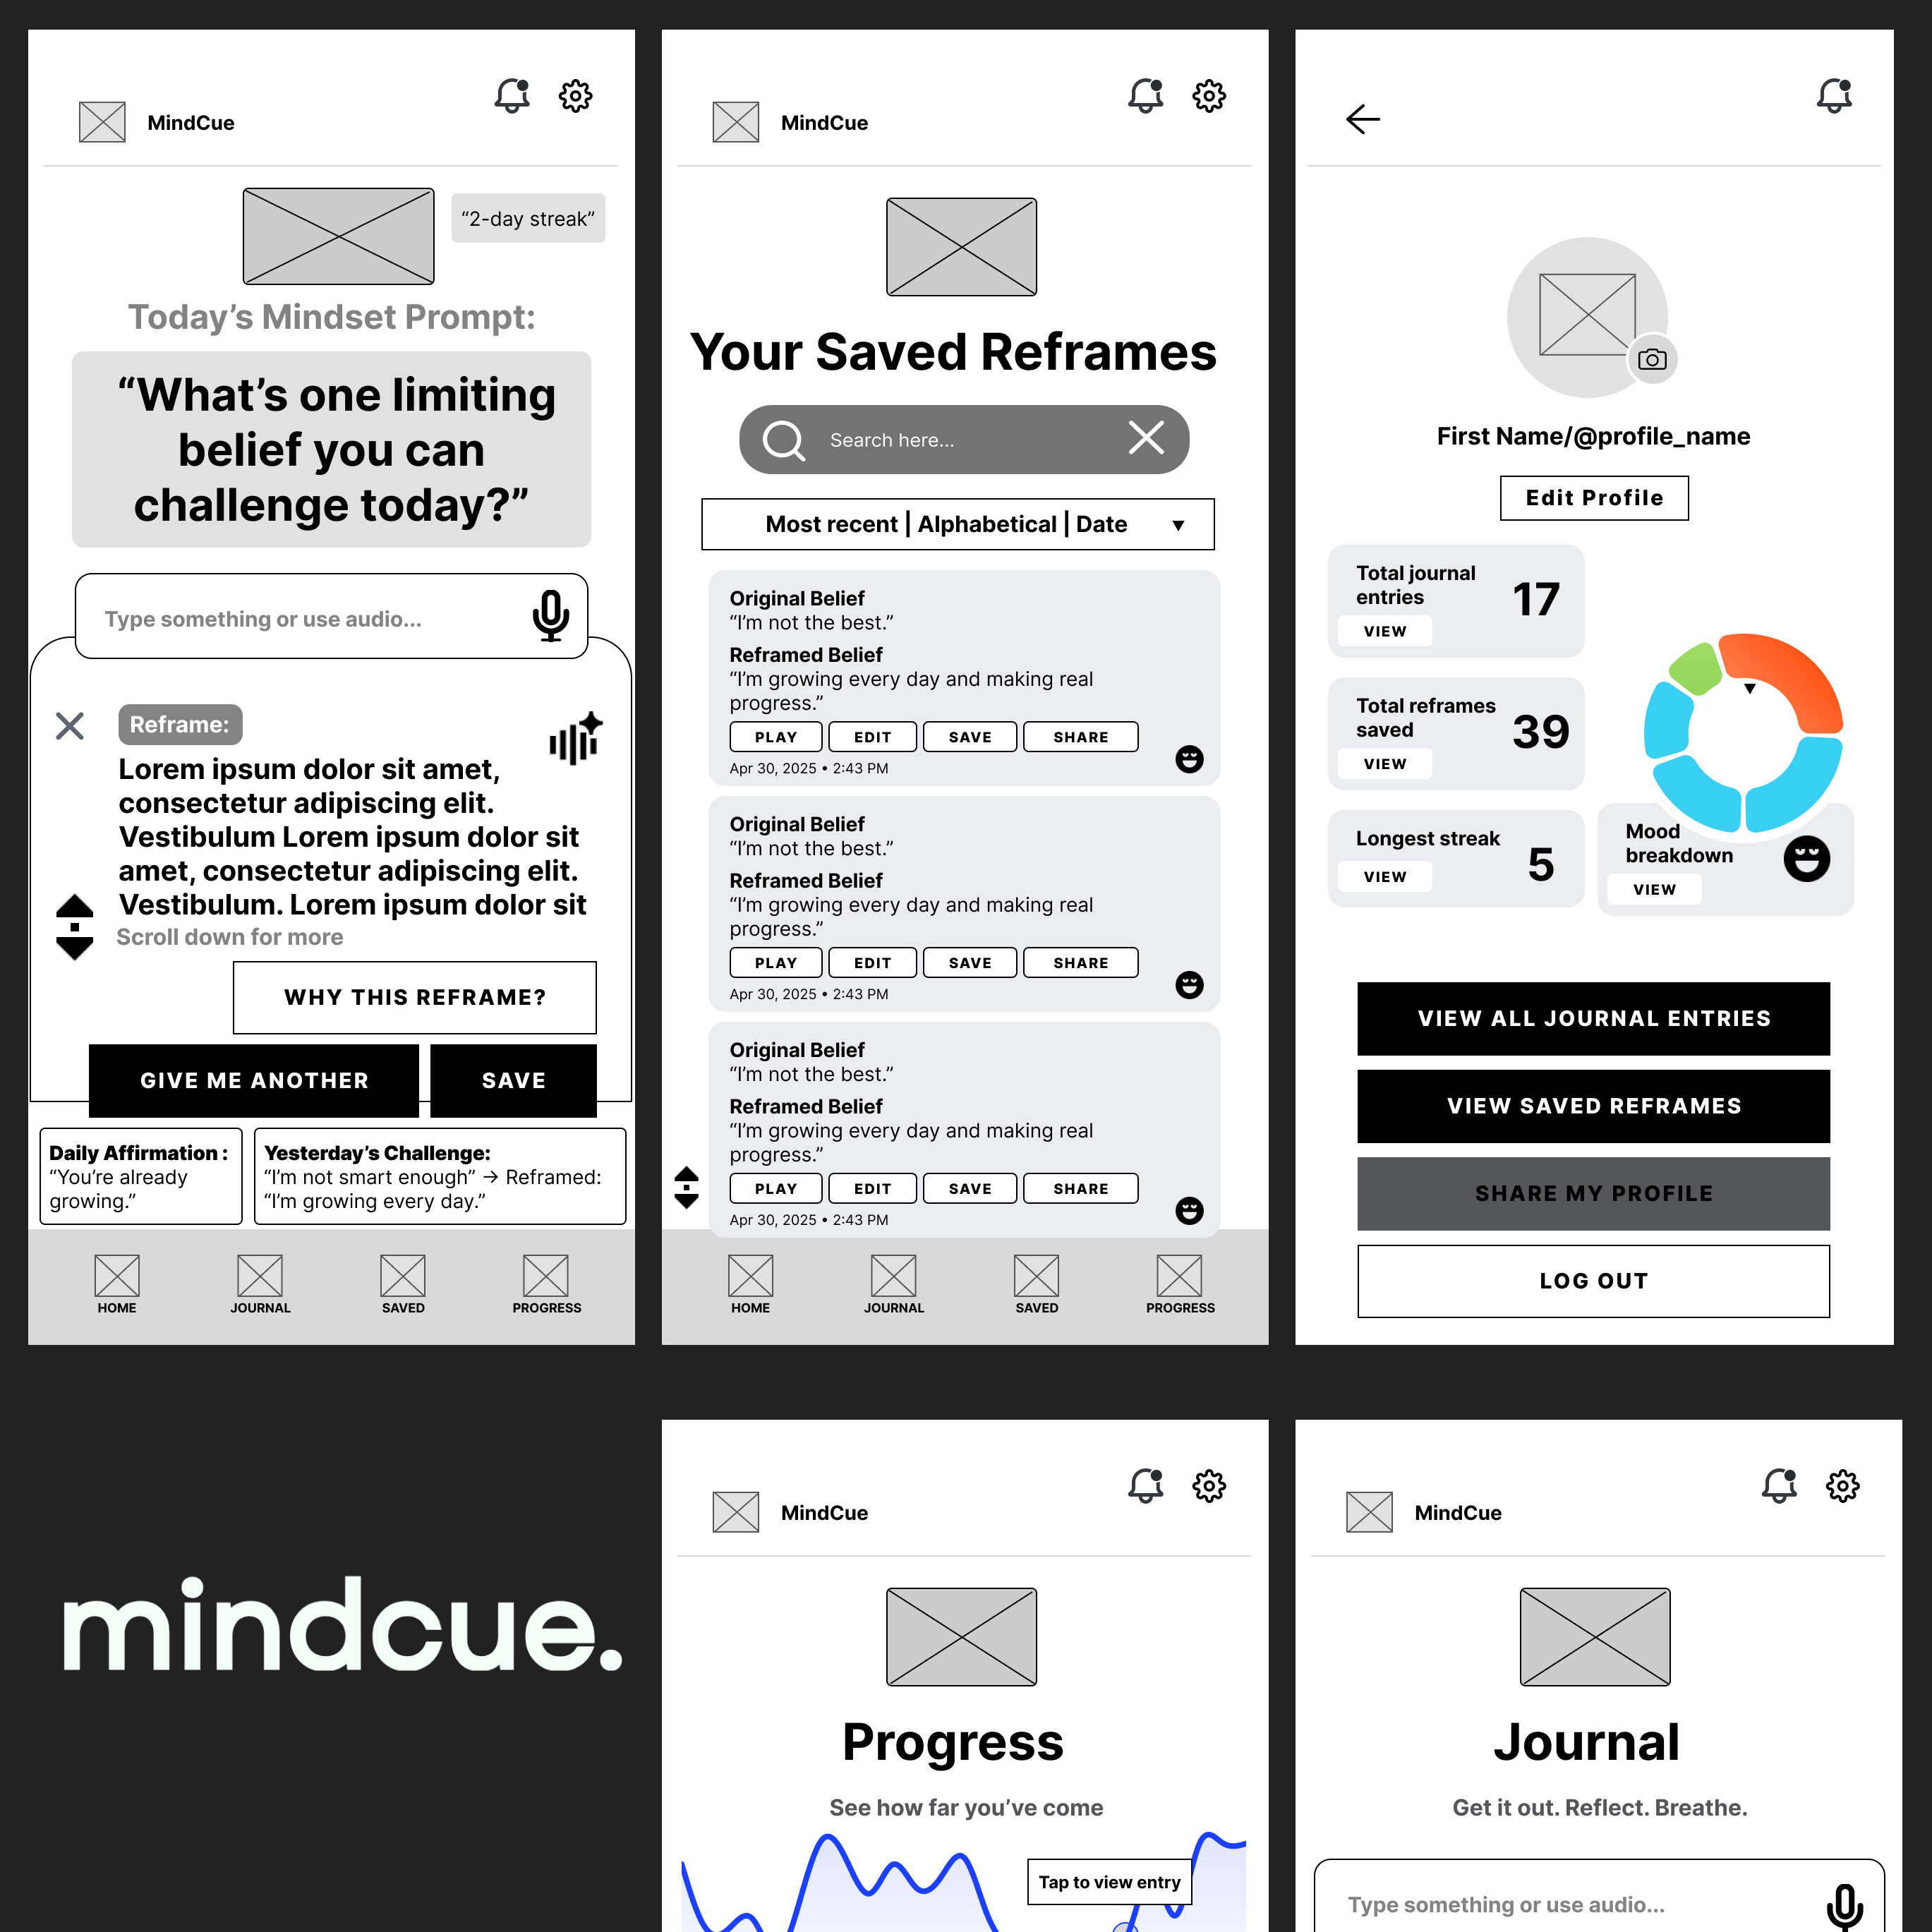 MindCue
“2-day streak”
Today’s Mindset Prompt:
“What’s one limiting
belief you can
challenge today?”
Type something or use audio...
Reframe:
Lorem ipsum dolor sit amet,
consectetur adipiscing elit.
Vestibulum Lorem ipsum dolor sit
amet, consectetur adipiscing elit.
Vestibulum. Lorem ipsum dolor sit
Scroll down for more
WHY THIS REFRAME?
GIVE ME ANOTHER
SAVE
Daily Affirmation :
“You’re already
growing.”
Yesterday’s Challenge:
“I’m not smart enough” → Reframed:
“I’m growing every day.”
HOME
JOURNAL
SAVED
PROGRESS
MindCue
Your Saved Reframes
Search here...
Most recent | Alphabetical | Date
Original Belief
“I’m not the best.”
Reframed Belief
“I’m growing every day and making real
progress.”
PLAY
EDIT
SAVE
SHARE
Apr 30, 2025 • 2:43 PM
Original Belief
“I’m not the best.”
Reframed Belief
“I’m growing every day and making real
progress.”
PLAY
EDIT
SAVE
SHARE
Apr 30, 2025 • 2:43 PM
Original Belief
“I’m not the best.”
Reframed Belief
“I’m growing every day and making real
progress.”
PLAY
EDIT
SAVE
SHARE
Apr 30, 2025 • 2:43 PM
HOME
JOURNAL
SAVED
PROGRESS
First Name/@profile_name
Edit Profile
Total journal
entries
17
VIEW
Total reframes
saved
39
VIEW
Longest streak
5
VIEW
Mood
breakdown
VIEW
VIEW ALL JOURNAL ENTRIES
VIEW SAVED REFRAMES
SHARE MY PROFILE
LOG OUT
mindcue.
MindCue
Progress
See how far you’ve come
Tap to view entry
MindCue
Journal
Get it out. Reflect. Breathe.
Type something or use audio...